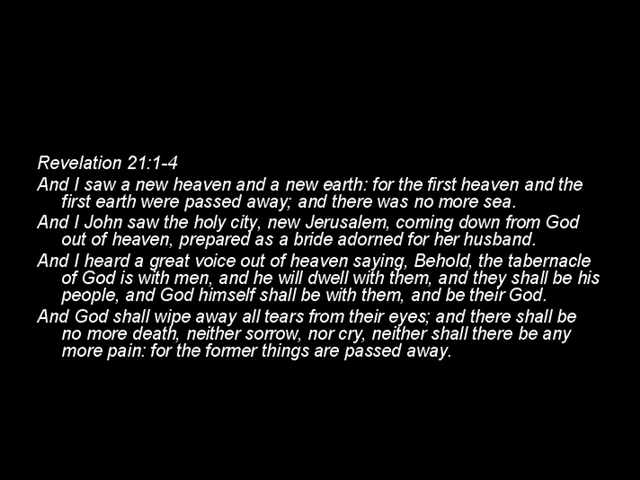 Revelation 21:1-4
And I saw a new heaven and a new earth: for the first heaven and the
first earth were passed away; and there was no more sea.
And I John saw the holy city, new Jerusalem, coming down from God
out of heaven, prepared as a bride adorned for her husband.
And I heard a great voice out of heaven saying, Behold, the tabernacle
of God is with men, and he will dwell with them, and they shall be his
people, and God himself shall be with them, and be their God.
And God shall wipe away all tears from their eyes; and there shall be
no more death, neither sorrow, nor cry, neither shall there be any
more pain: for the former things are passed away.